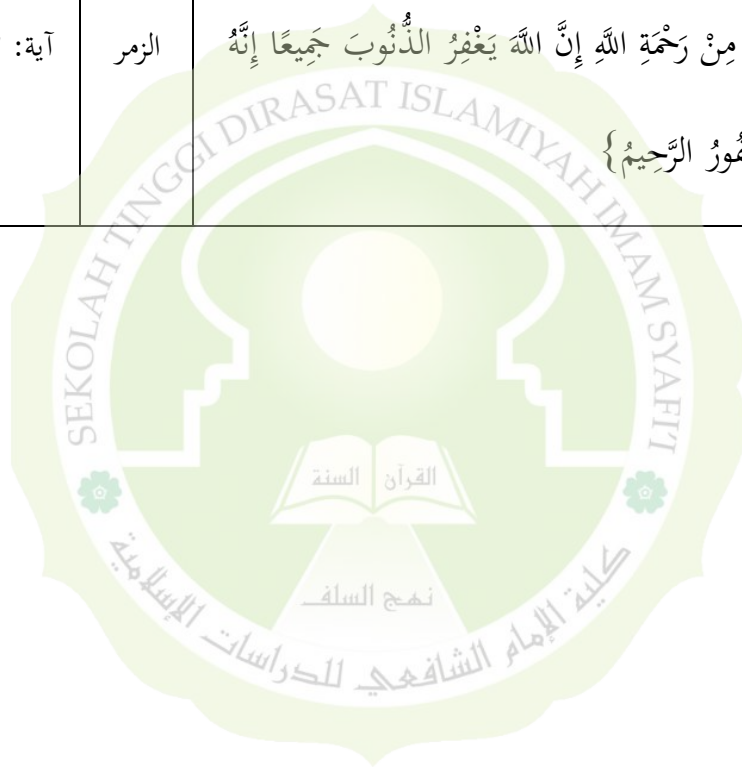 مِنْ رَحْمَةِ اللَّهِ إِنَّ اللَّهَ يَغْفِرُ الذُّنُوبَ جَمِيعًا إِنَّهُ
الزمر
آية:
الرَّحِيمُ}
SEKOLAH TINGGI DIRASAT ISLAMIYAH IMAM SYAFI'I
القرآن السنة
نهج السلف
كلية الإمام الشافعي للدراسات الإسلامية